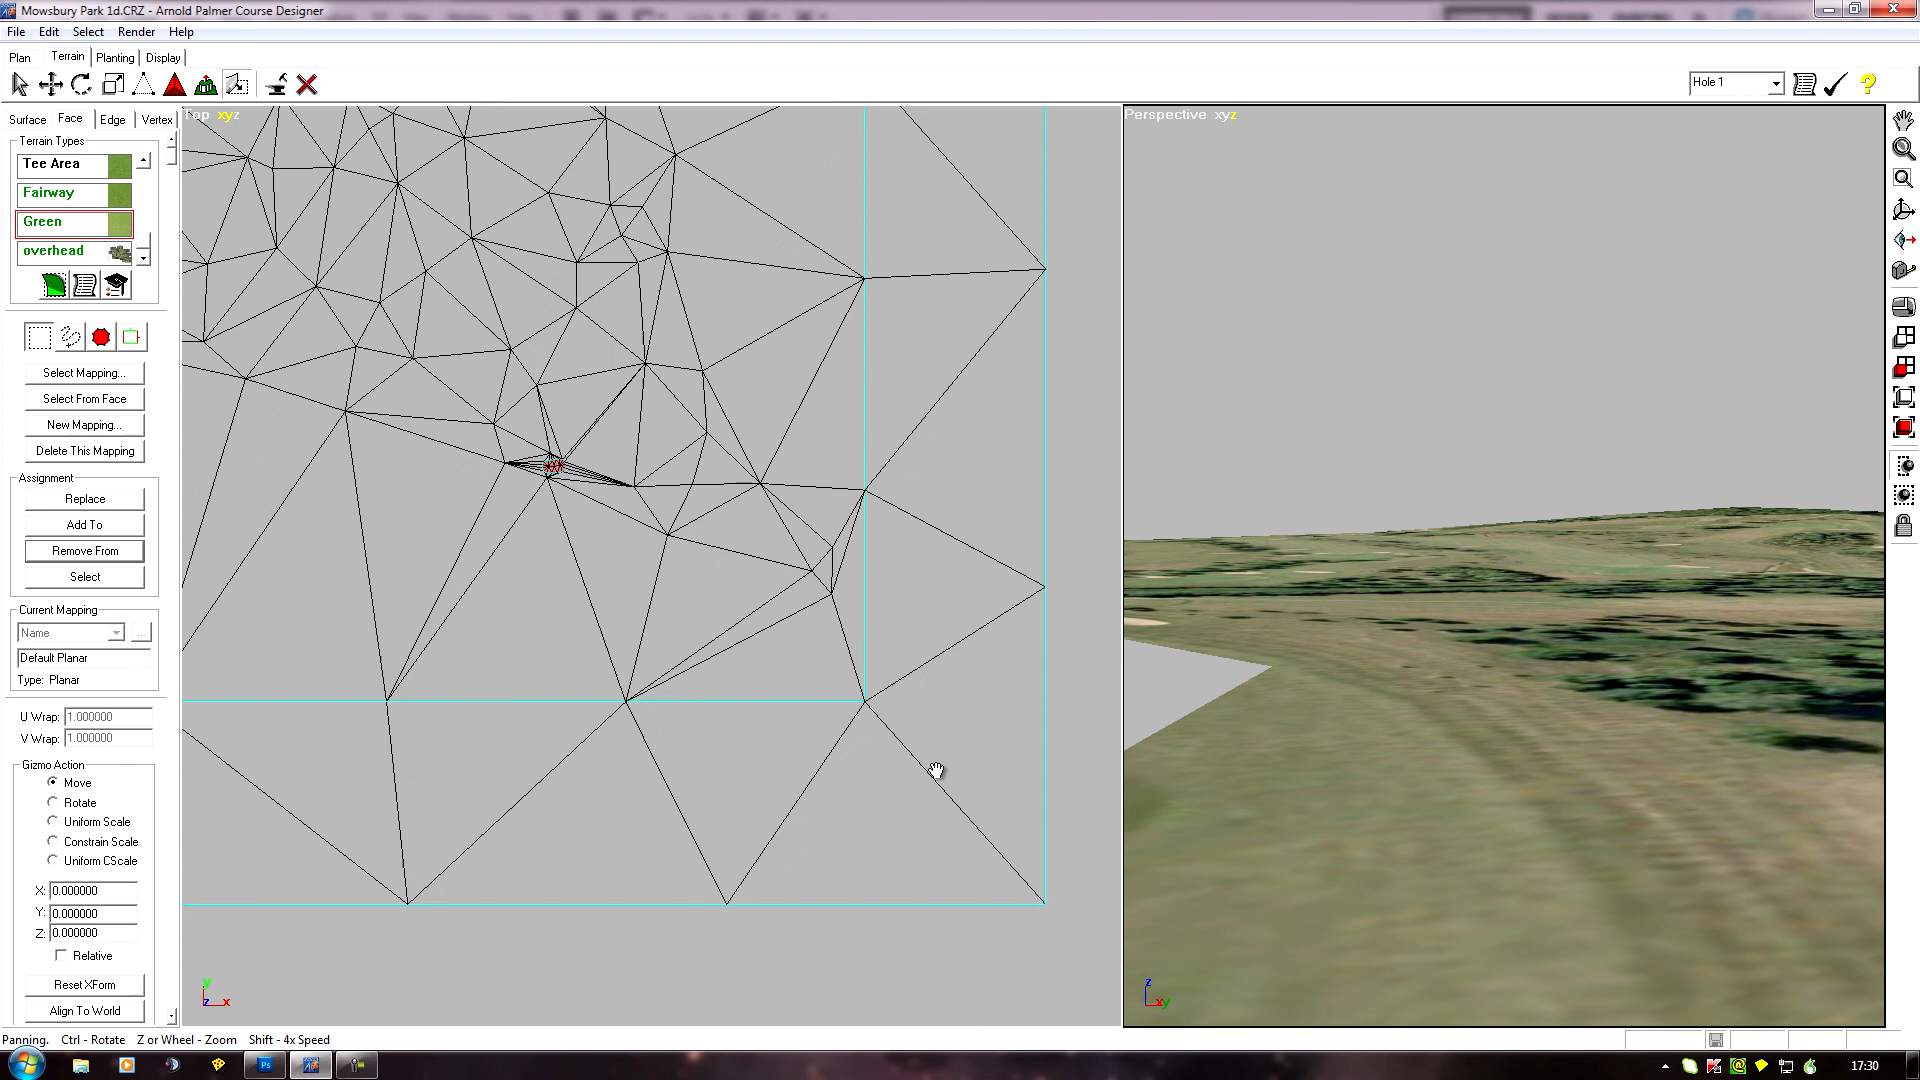 Mowsbury Park 1d.CRZ - Arnold Palmer Course Designer
File Edit Select Render Help
Plan Terrain Planting Display
Hole 1
Surface Face Edge Vertex
Top xyz
Perspective xyz
Terrain Types
Tee Area
Fairway
Green
overhead
Select Mapping...
Select From Face
New Mapping...
Delete This Mapping
Assignment
Replace
Add To
Remove From
Select
Current Mapping
Name ...
Default Planar
Type: Planar
U Wrap: 1.000000
V Wrap: 1.000000
Gizmo Action
Move
Rotate
Uniform Scale
Constrain Scale
Uniform CScale
X: 0.000000
Y: 0.000000
Z: 0.000000
Relative
Reset XForm
Align To World
y
z x
z
xy
Panning. Ctrl - Rotate Z or Wheel - Zoom Shift - 4x Speed
Ps
17:30